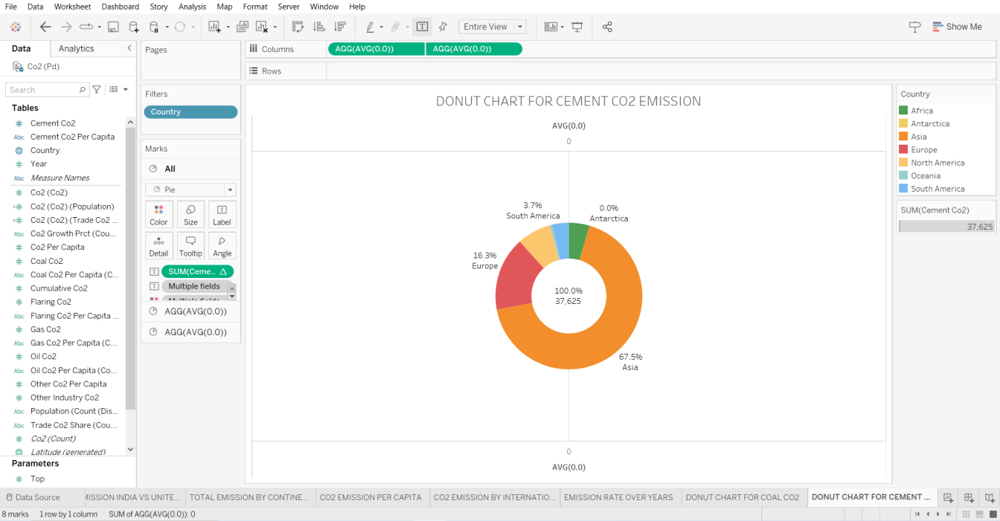 File Data Worksheet Dashboard Story Analysis Map Format Server Window Help
Entire View
Show Me
Data Analytics
Co2 (Pd)
Search
Tables
Cement Co2
Abc Cement Co2 Per Capita
Country
Year
Abc Measure Names
Co2 (Co2)
Co2 (Co2) (Population)
Co2 (Co2) (Trade Co2 ...
Abc Co2 Growth Prct (Cou...
Co2 Per Capita
Coal Co2
Abc Coal Co2 Per Capita (C...
Cumulative Co2
Flaring Co2
Abc Flaring Co2 Per Capita ...
Gas Co2
Abc Gas Co2 Per Capita (C...
Oil Co2
Abc Oil Co2 Per Capita (Co...
Other Co2 Per Capita
Other Industry Co2
Abc Population (Count (Dis...
Abc Trade Co2 Share (Cou...
Co2 (Count)
Latitude (generated)
Parameters
Top
Pages
Filters
Country
Marks
All
Pie
Color Size Label
Detail Tooltip Angle
SUM(Ceme.. Δ
Multiple fields
Multiple fields
AGG(AVG(0.0))
AGG(AVG(0.0))
Columns AGG(AVG(0.0)) AGG(AVG(0.0))
Rows
DONUT CHART FOR CEMENT CO2 EMISSION
AVG(0.0)
0
3.7%
South America
0.0%
Antarctica
16.3%
Europe
100.0%
37,625
67.5%
Asia
0
AVG(0.0)
Country
Africa
Antarctica
Asia
Europe
North America
Oceania
South America
SUM(Cement Co2)
37,625
Data Source MISSION INDIA VS UNITE... TOTAL EMISSION BY CONTINE... CO2 EMISSION PER CAPITA CO2 EMISSION BY INTERNATIO... EMISSION RATE OVER YEARS DONUT CHART FOR COAL CO2 DONUT CHART FOR CEMENT ...
8 marks 1 row by 1 column SUM of AGG(AVG(0.0)): 0